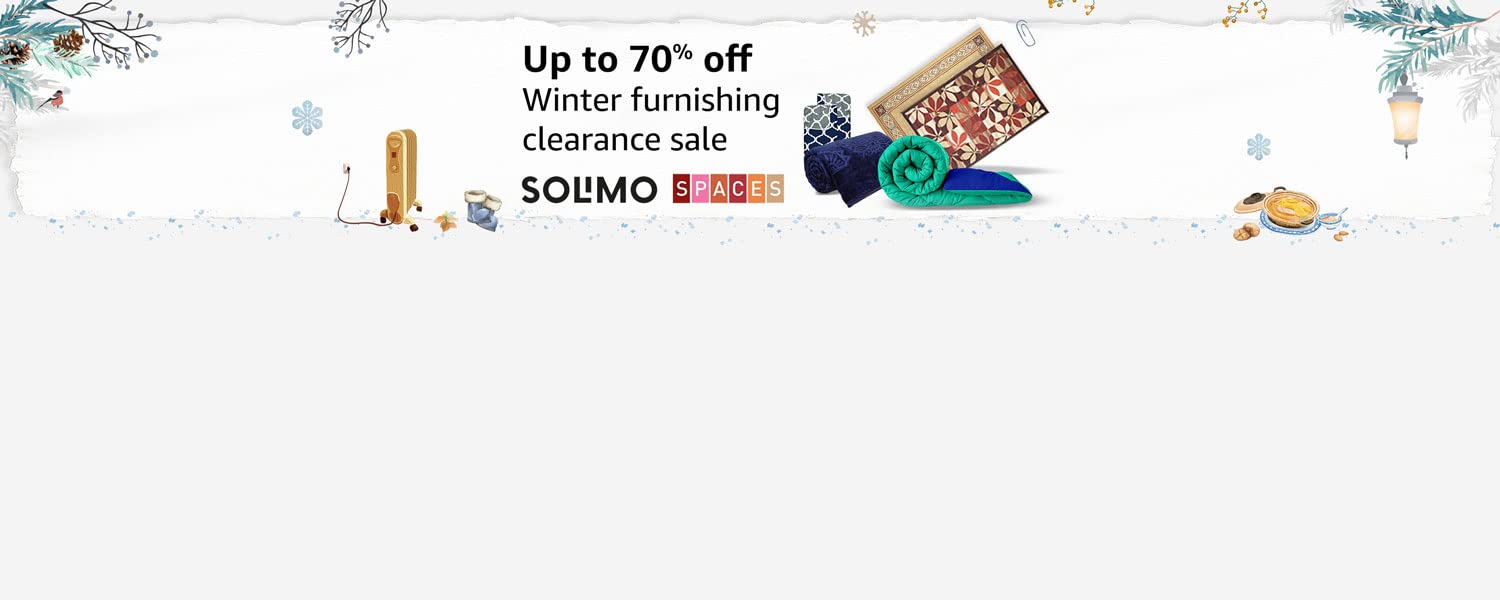 Up to 70% off
Winter furnishing
clearance sale
SOLIMO SPACES